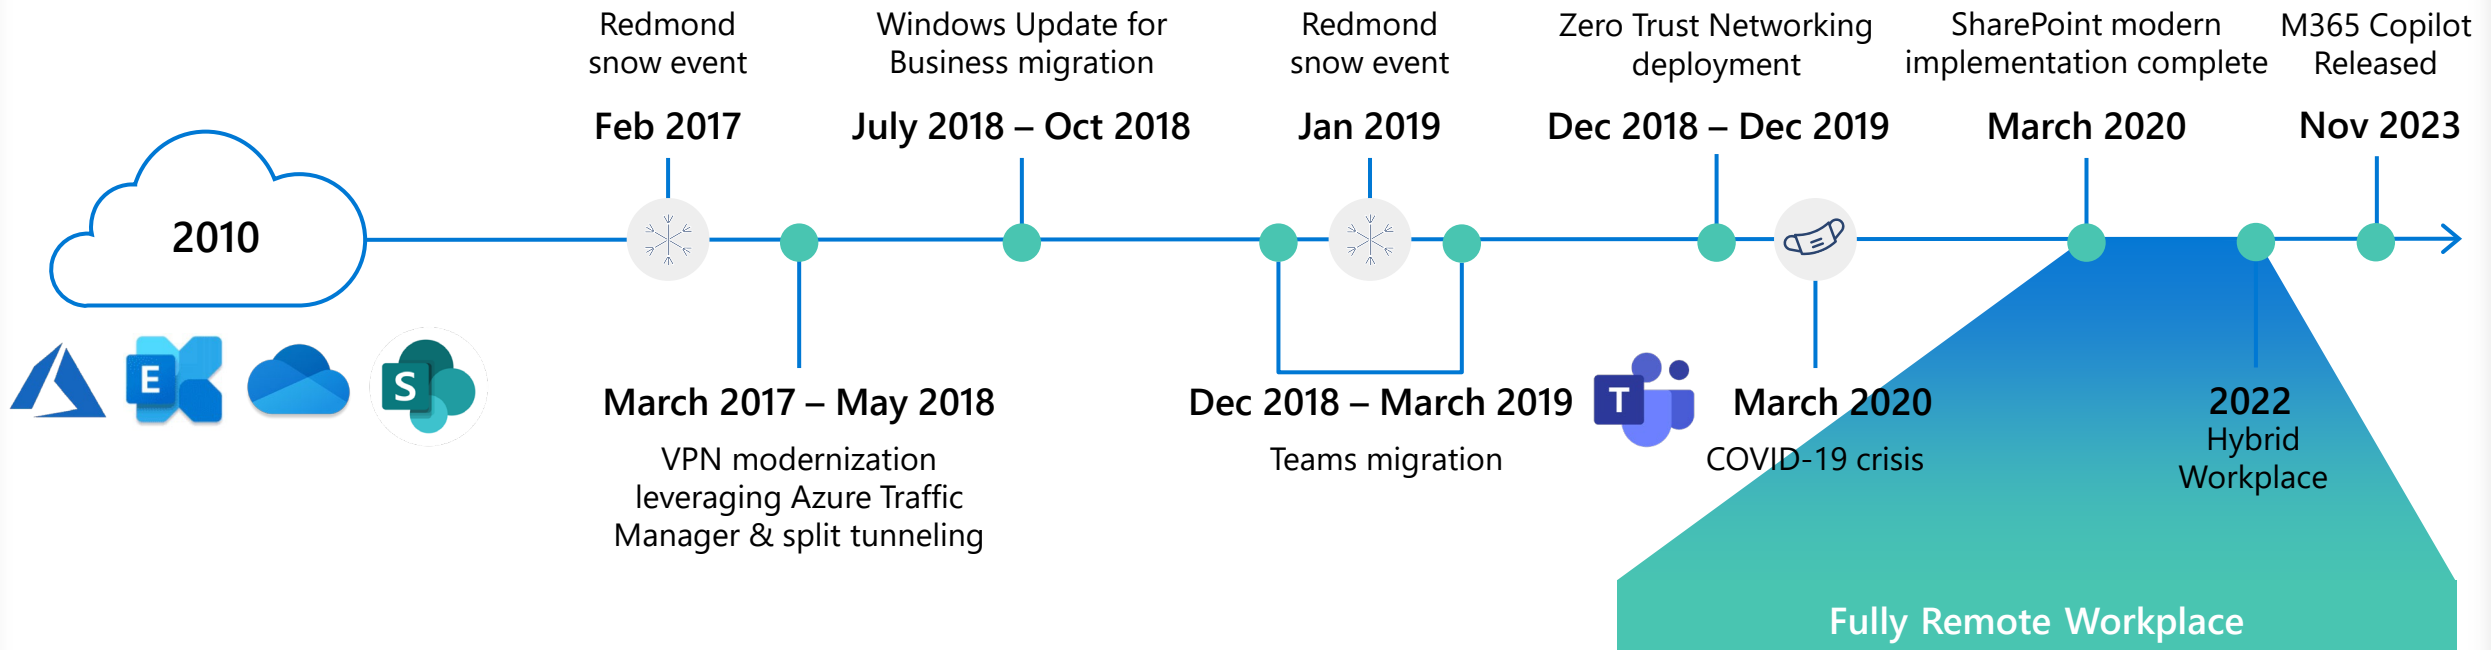 Redmond
snow event
Feb 2017
Windows Update for
Business migration
July 2018 – Oct 2018
Redmond
snow event
Jan 2019
Zero Trust Networking
deployment
Dec 2018 – Dec 2019
SharePoint modern
implementation complete
March 2020
M365 Copilot
Released
Nov 2023
2010
E
S
March 2017 – May 2018
VPN modernization
leveraging Azure Traffic
Manager & split tunneling
Dec 2018 – March 2019
Teams migration
T
March 2020
COVID-19 crisis
2022
Hybrid
Workplace
Fully Remote Workplace